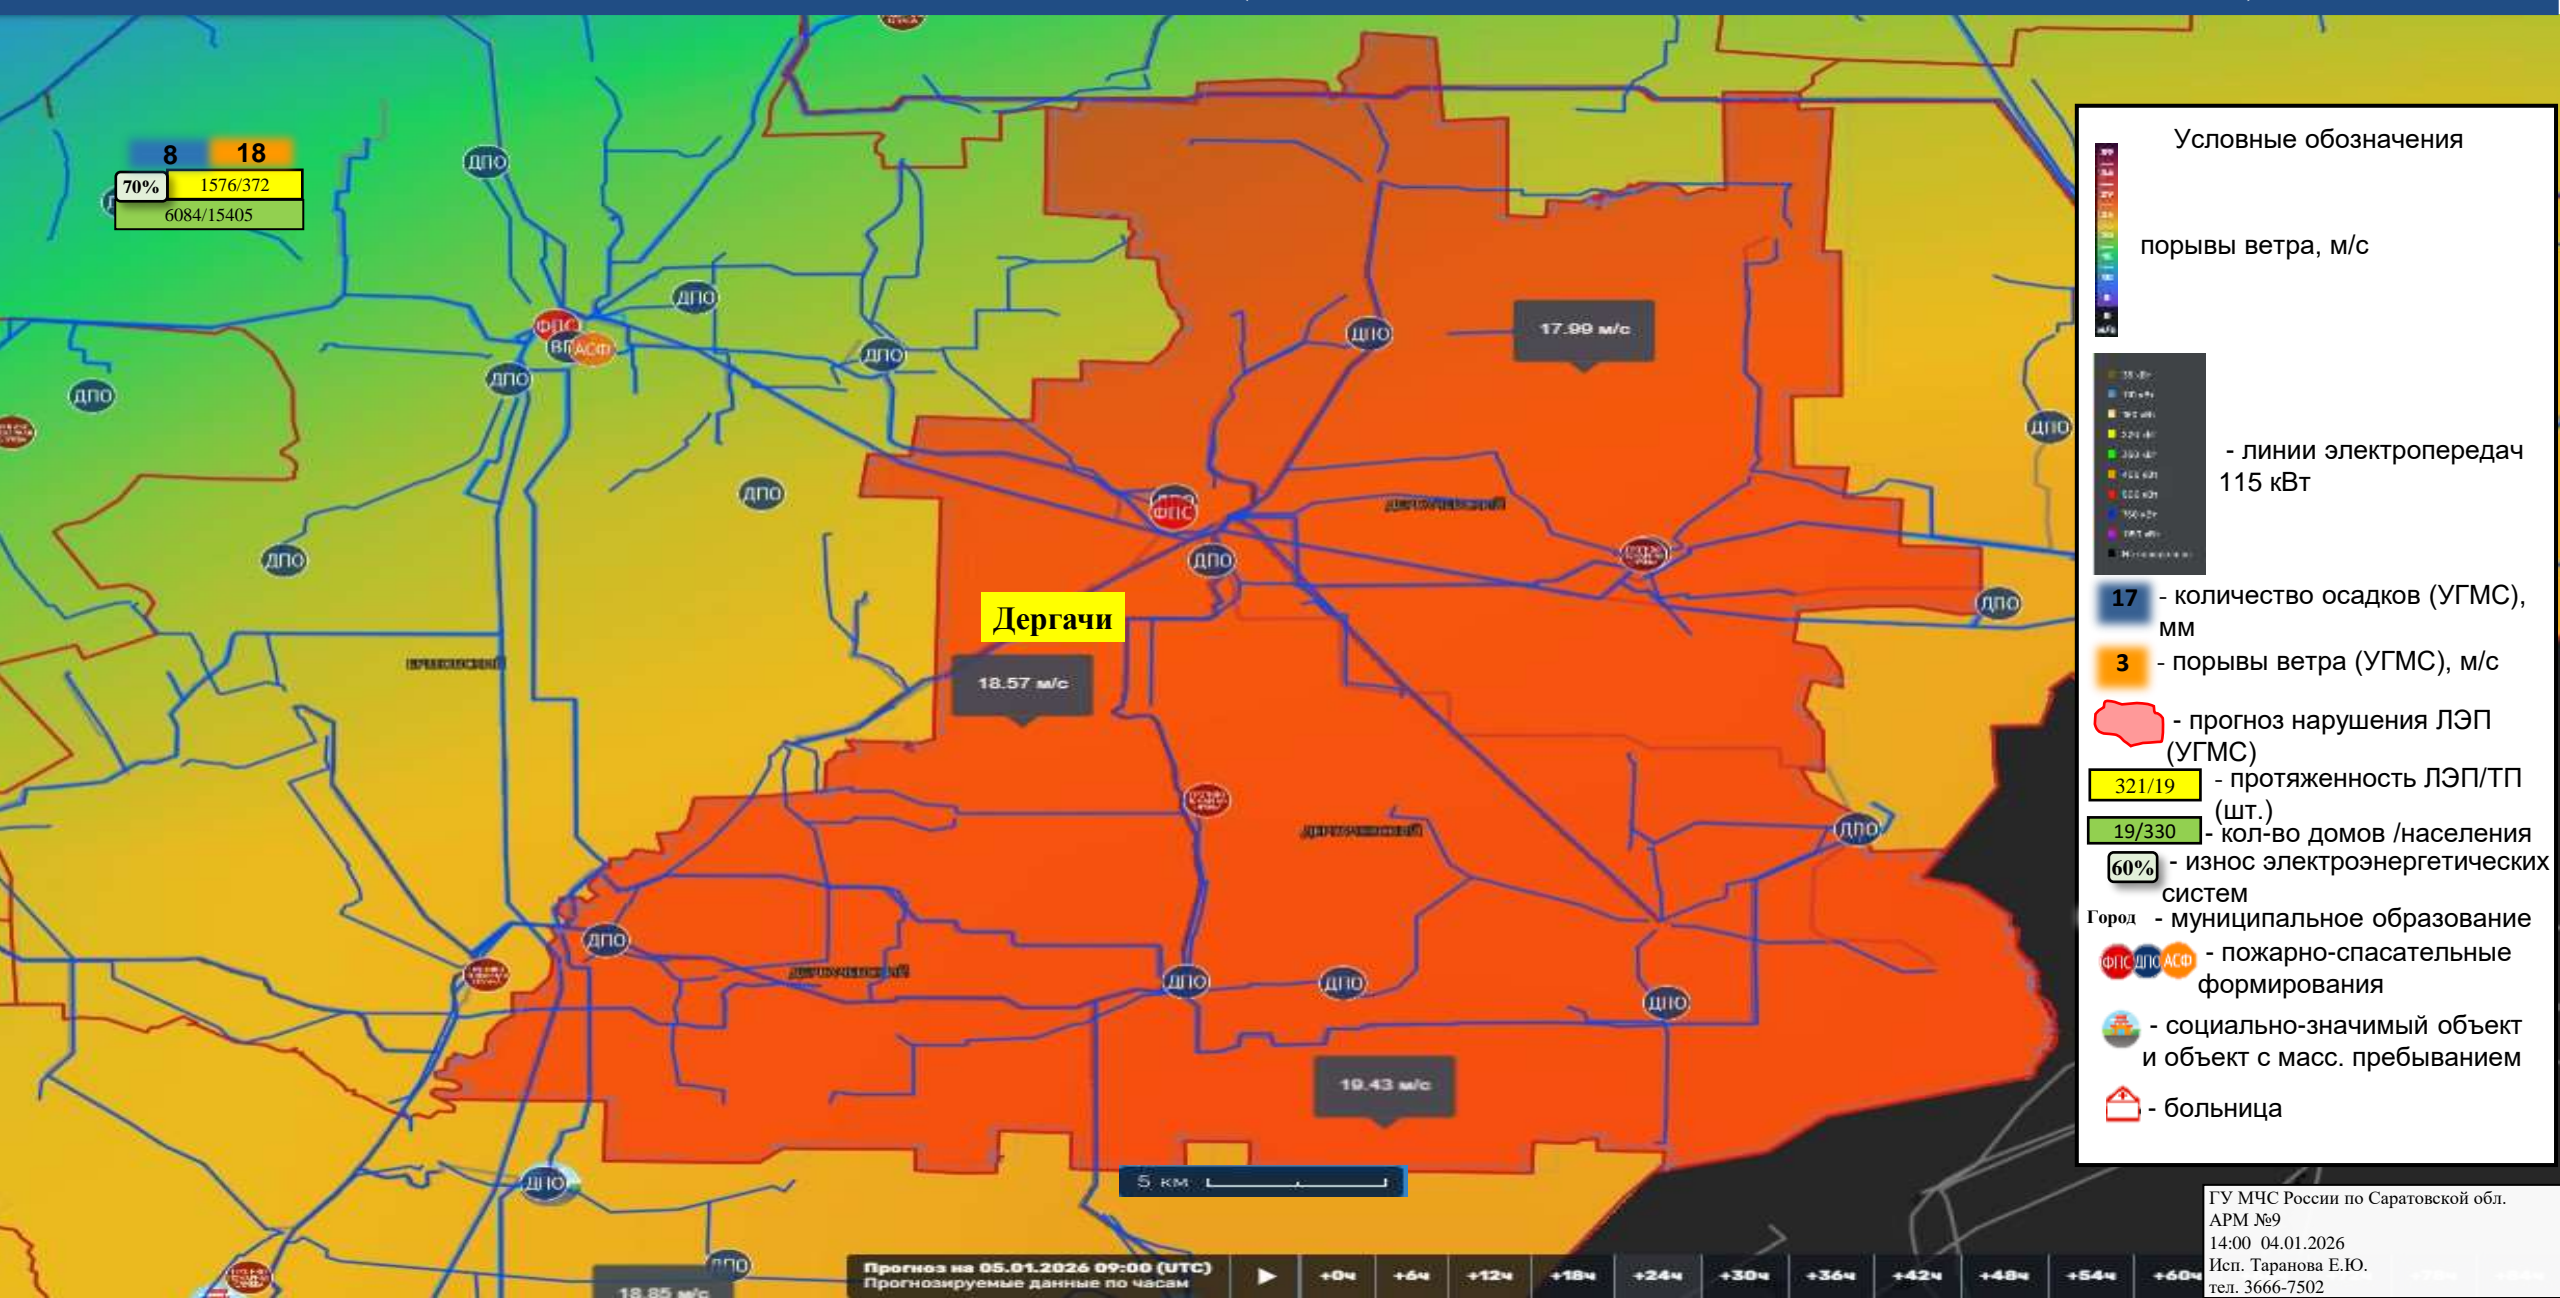 8 18
70% 1576/372
6084/15405
ДПО
ДПО
ФПС
АСФ
ДПО
ДПО
ДПО
ДПО
ДПО
ДПО
17.99 м/с
ДПО
ДПО
ФПС
ДПО
ДПО
Дергачи
18.57 м/с
ДПО
ДПО
ДПО
ДПО
ДПО
19.43 м/с
ДПО
5 км
ДПО
18.85 м/с
Прогноз на 05.01.2026 09:00 (UTC)
Прогнозируемые данные по часам
+0ч +6ч +12ч +18ч +24ч +30ч +36ч +42ч +48ч +54ч +60ч
Условные обозначения
порывы ветра, м/с
- линии электропередач
115 кВт
17 - количество осадков (УГМС),
мм
3 - порывы ветра (УГМС), м/с
- прогноз нарушения ЛЭП
(УГМС)
321/19 - протяженность ЛЭП/ТП
(шт.)
19/330 - кол-во домов /населения
60% - износ электроэнергетических
систем
Город - муниципальное образование
ФПС ДПО АСФ - пожарно-спасательные
формирования
- социально-значимый объект
и объект с масс. пребыванием
- больница
ГУ МЧС России по Саратовской обл.
АРМ №9
14:00 04.01.2026
Исп. Таранова Е.Ю.
тел. 3666-7502